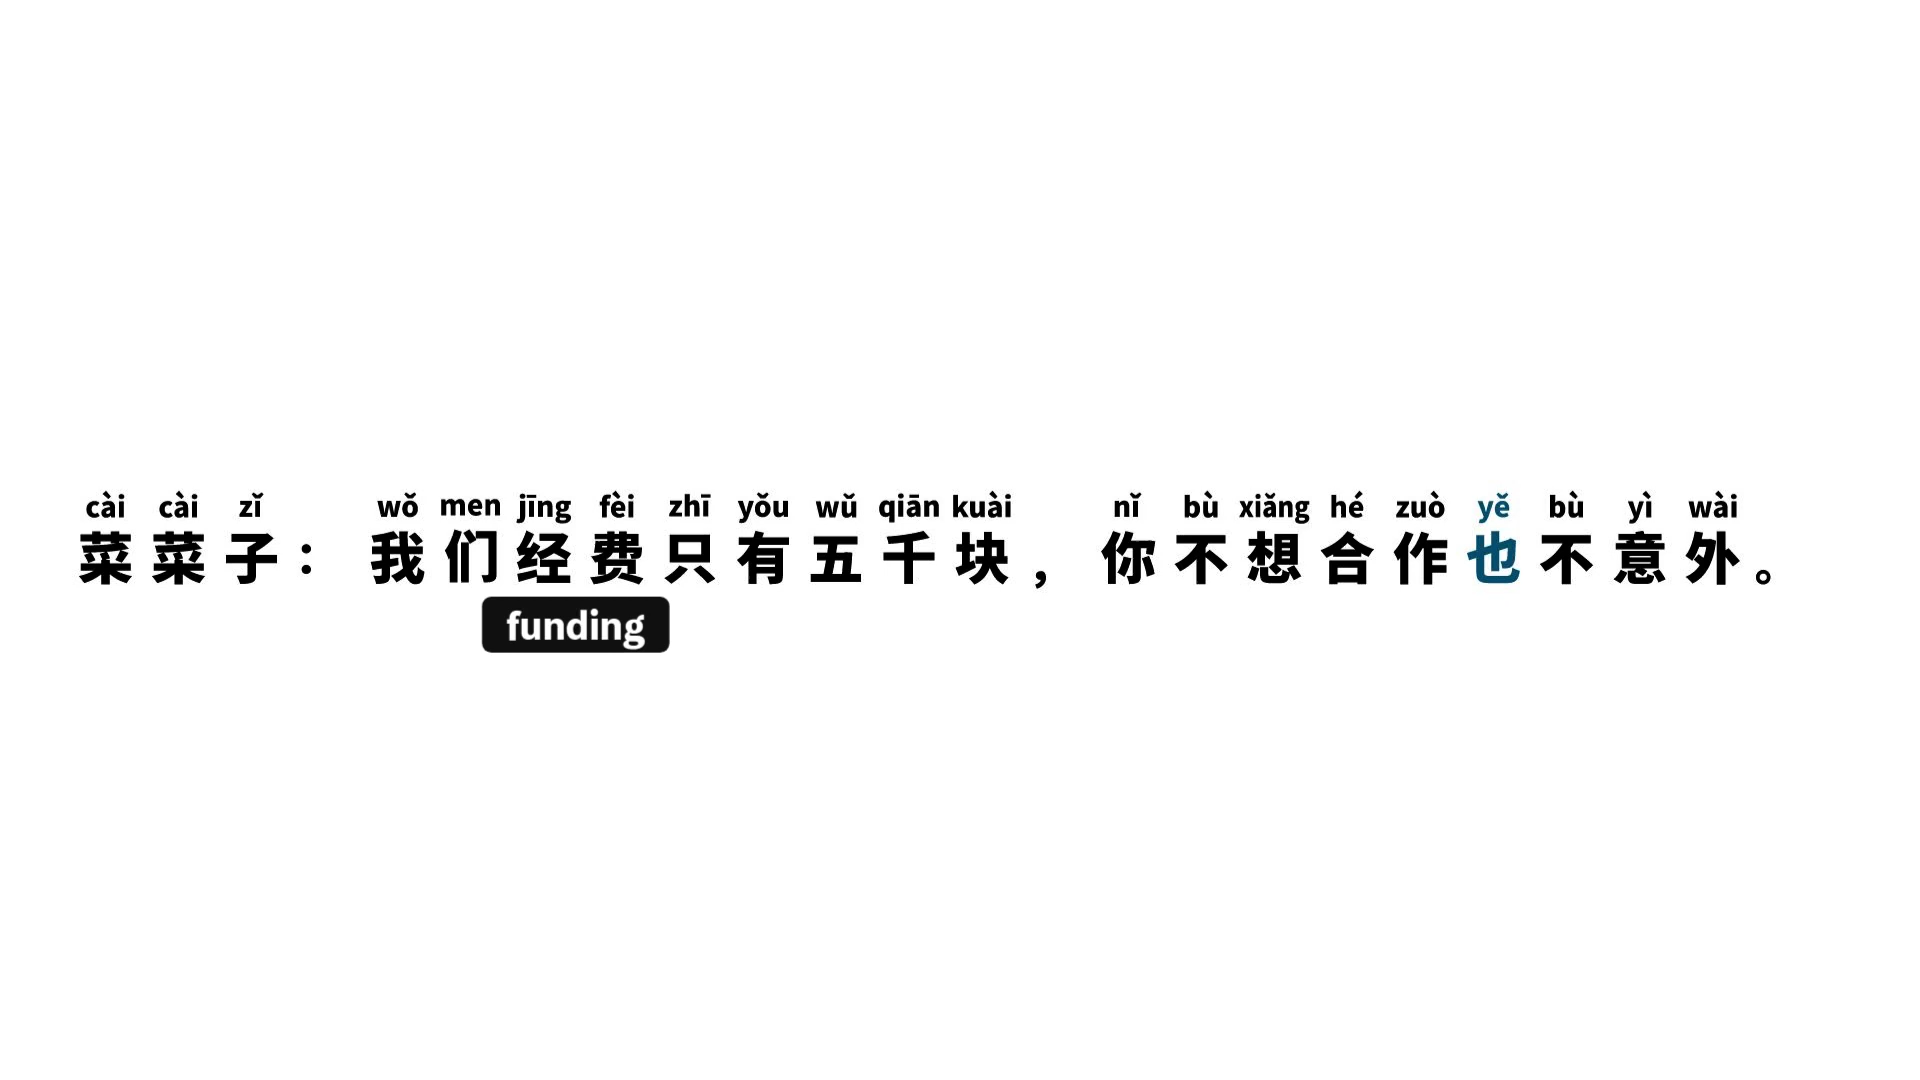 cài cài zǐ wǒ men jīng fèi zhī yǒu wǔ qiān kuài nǐ bù xiǎng hé zuò yě bù yì wài
菜菜子：我们经费只有五千块，你不想合作也不意外。
funding